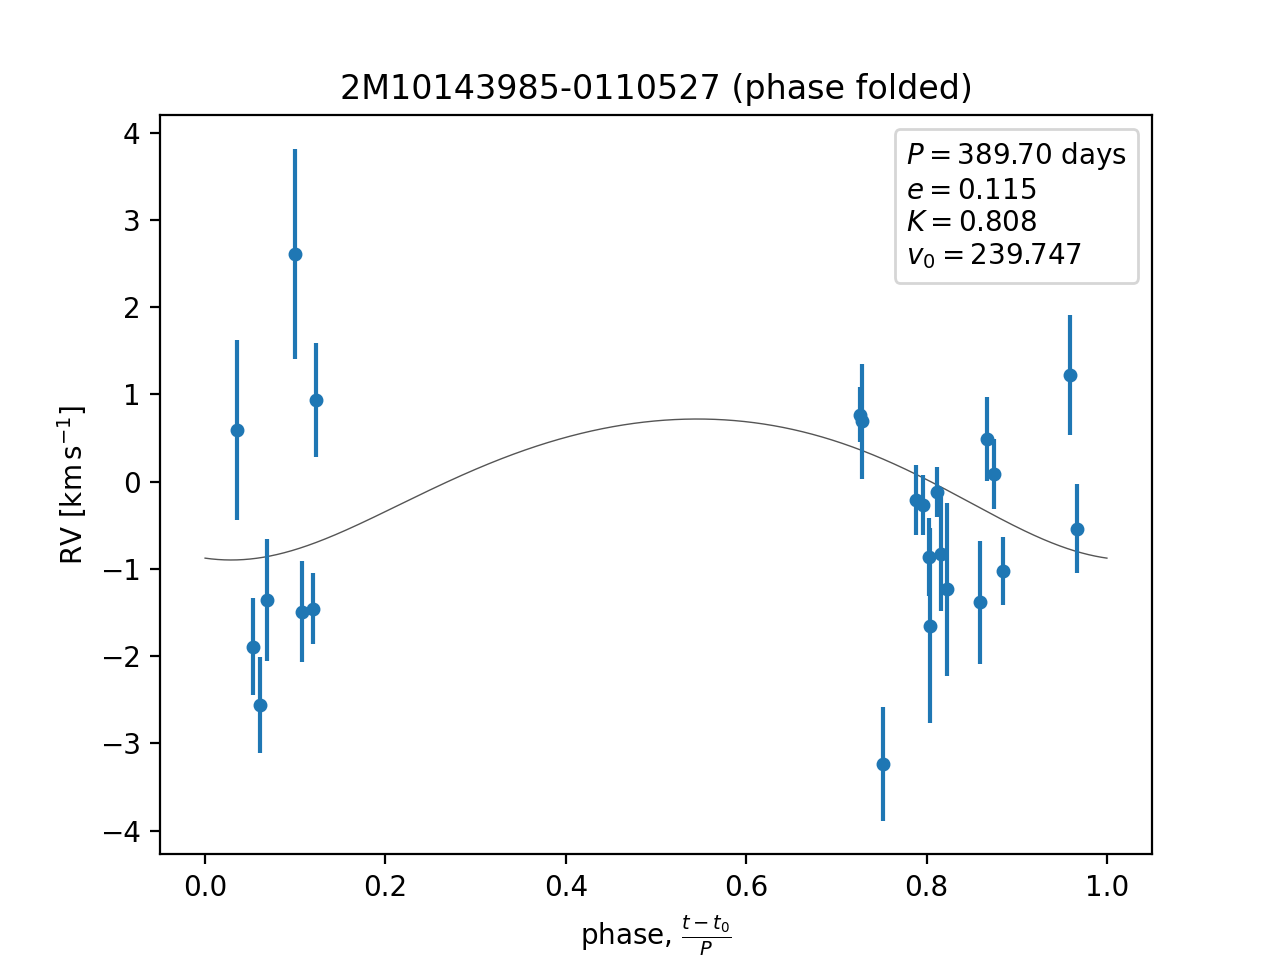 2M10143985-0110527 (phase folded)
P = 389.70 days
e = 0.115
K = 0.808
v₀ = 239.747
4
3
2
1
0
−1
−2
−3
−4
RV [km s⁻¹]
0.0 0.2 0.4 0.6 0.8 1.0
phase, (t − t₀)/P